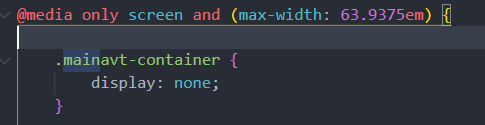 @media only screen and (max-width: 63.9375em) {
.mainavt-container {
display: none;
}